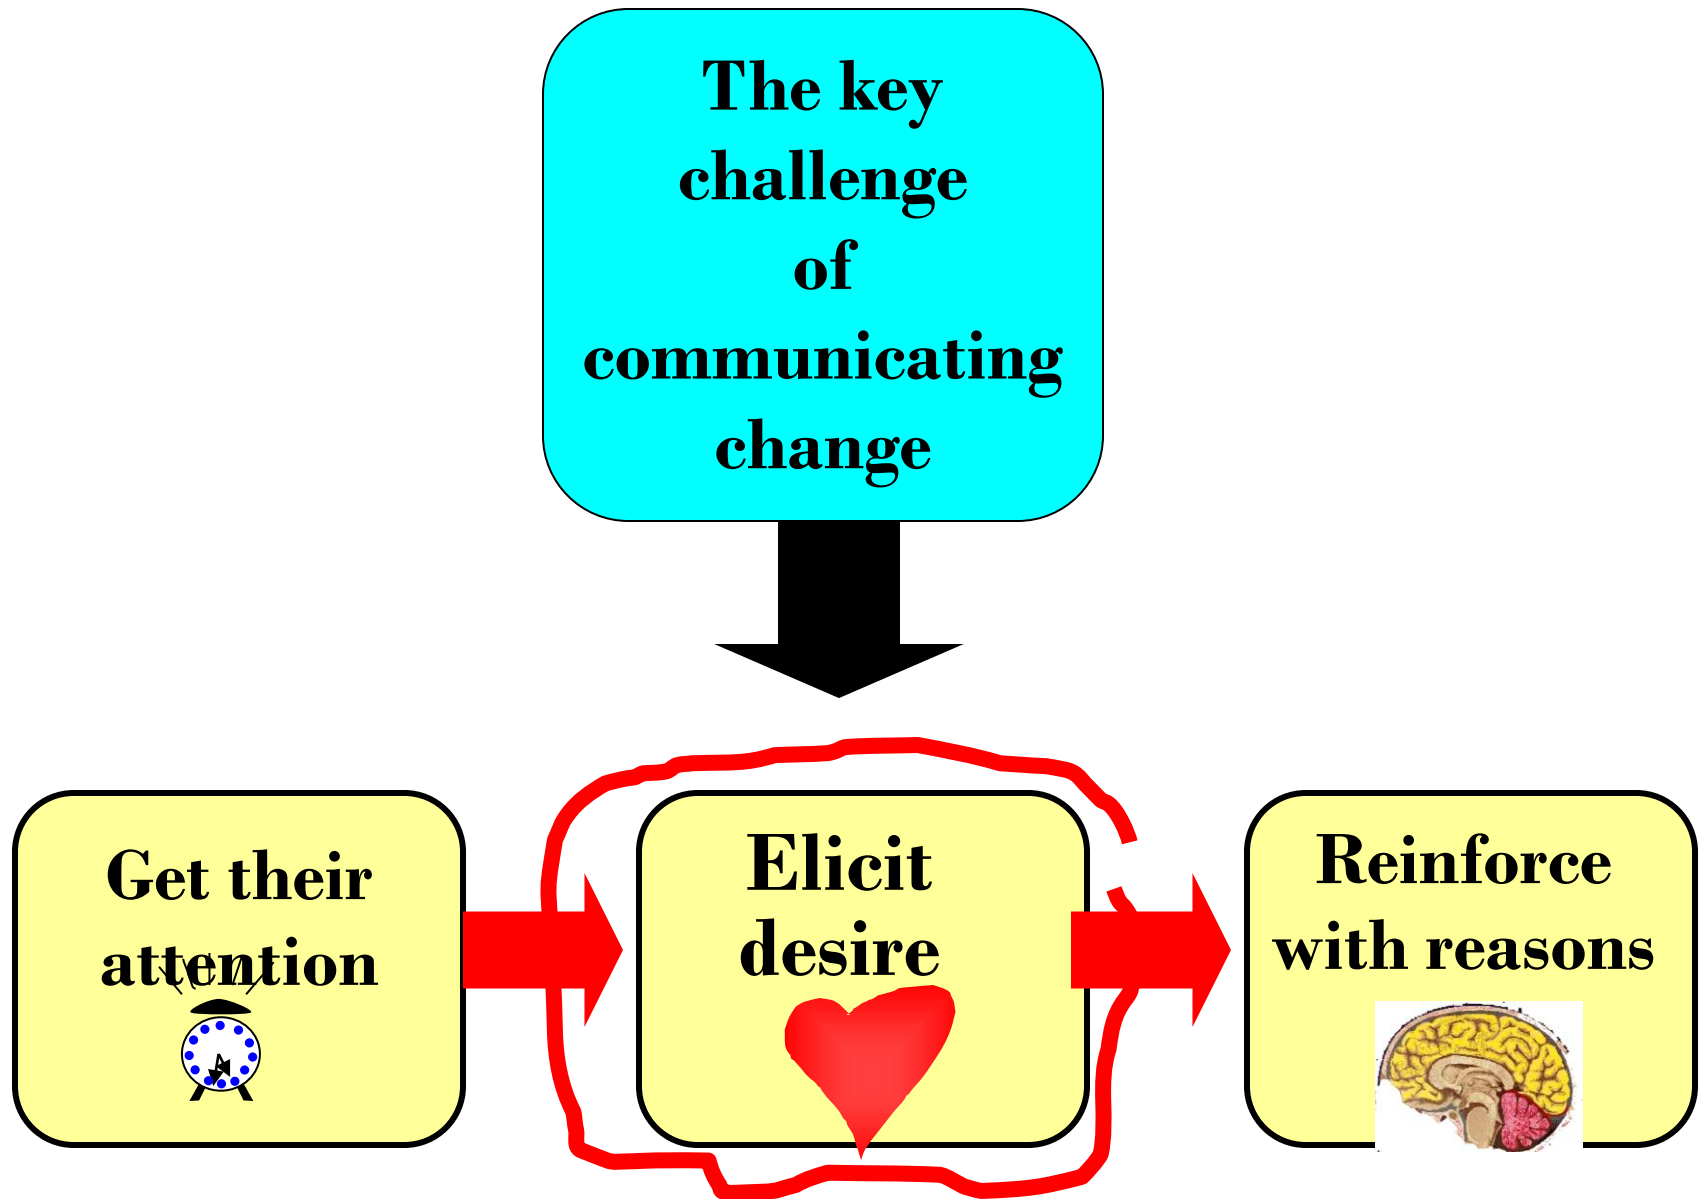 The key
challenge
of
communicating
change
Get their
attention
Elicit
desire
Reinforce
with reasons